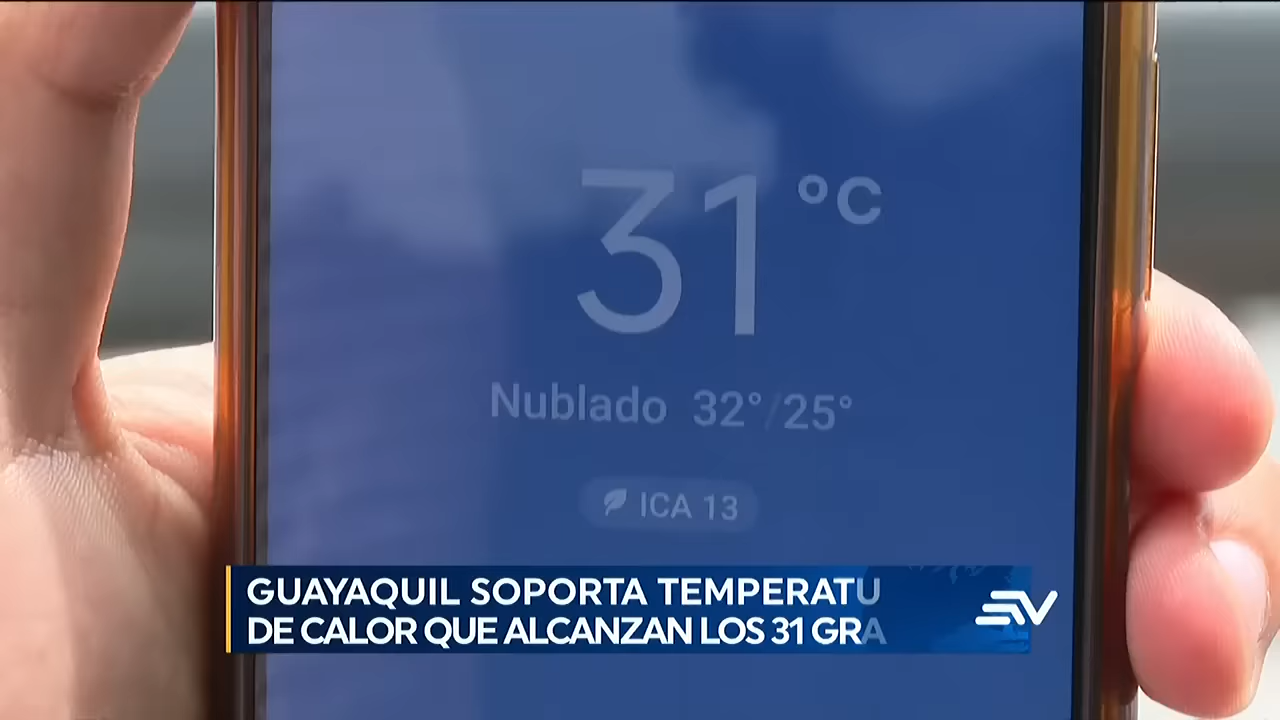 31 °C
Nublado 32°/25°
ICA 13
GUAYAQUIL SOPORTA TEMPERATU
DE CALOR QUE ALCANZAN LOS 31 GRA